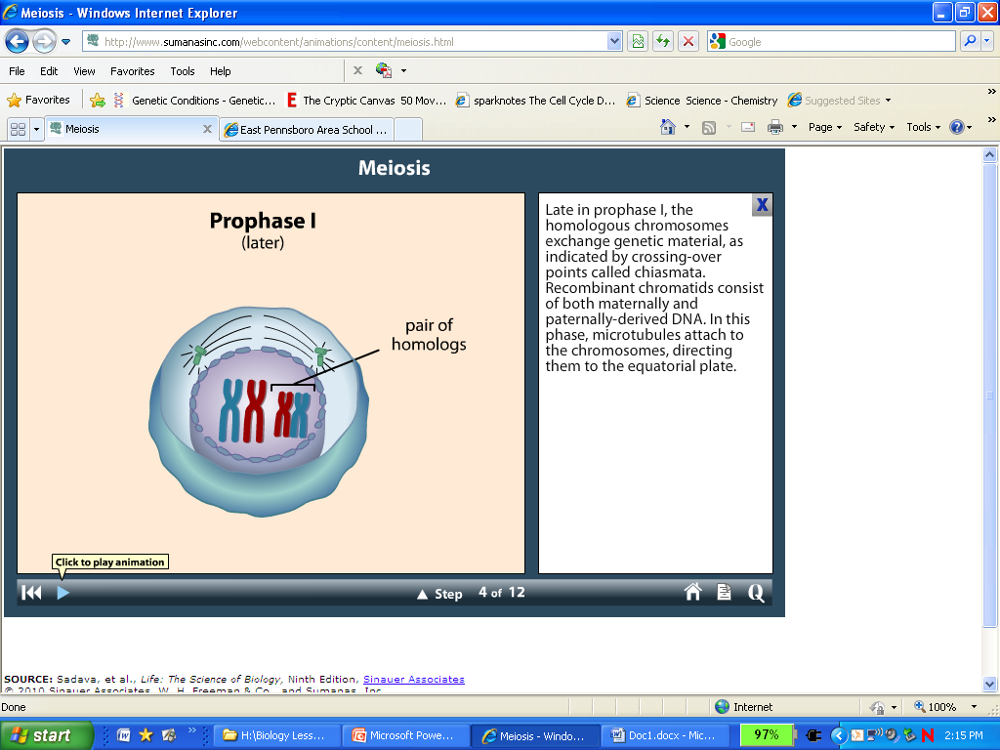 Meiosis - Windows Internet Explorer
http://www.sumanasinc.com/webcontent/animations/content/meiosis.html
Google
File Edit View Favorites Tools Help
X
Favorites Genetic Conditions - Genetic... The Cryptic Canvas 50 Mov... sparknotes The Cell Cycle D... Science Science - Chemistry Suggested Sites
Meiosis East Pennsboro Area School ... Page Safety Tools
Meiosis
Prophase I
(later)
pair of
homologs
X
Late in prophase I, the
homologous chromosomes
exchange genetic material, as
indicated by crossing-over
points called chiasmata.
Recombinant chromatids consist
of both maternally and
paternally-derived DNA. In this
phase, microtubules attach to
the chromosomes, directing
them to the equatorial plate.
Click to play animation
Step 4 of 12
Q
SOURCE: Sadava, et al., Life: The Science of Biology, Ninth Edition, Sinauer Associates
© 2010 Sinauer Associates, W. H. Freeman & Co., and Sumanas, Inc.
Done Internet 100%
start H:\Biology Less... Microsoft Powe... Meiosis - Windo... Doc1.docx - Mic... 97% 2:15 PM